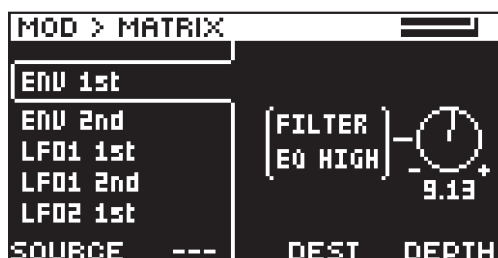 MOD > MATRIX
ENV 1st
ENV 2nd
LFO1 1st
LFO1 2nd
LFO2 1st
FILTER
EQ HIGH
- +
9.13
SOURCE --- DEST DEPTH